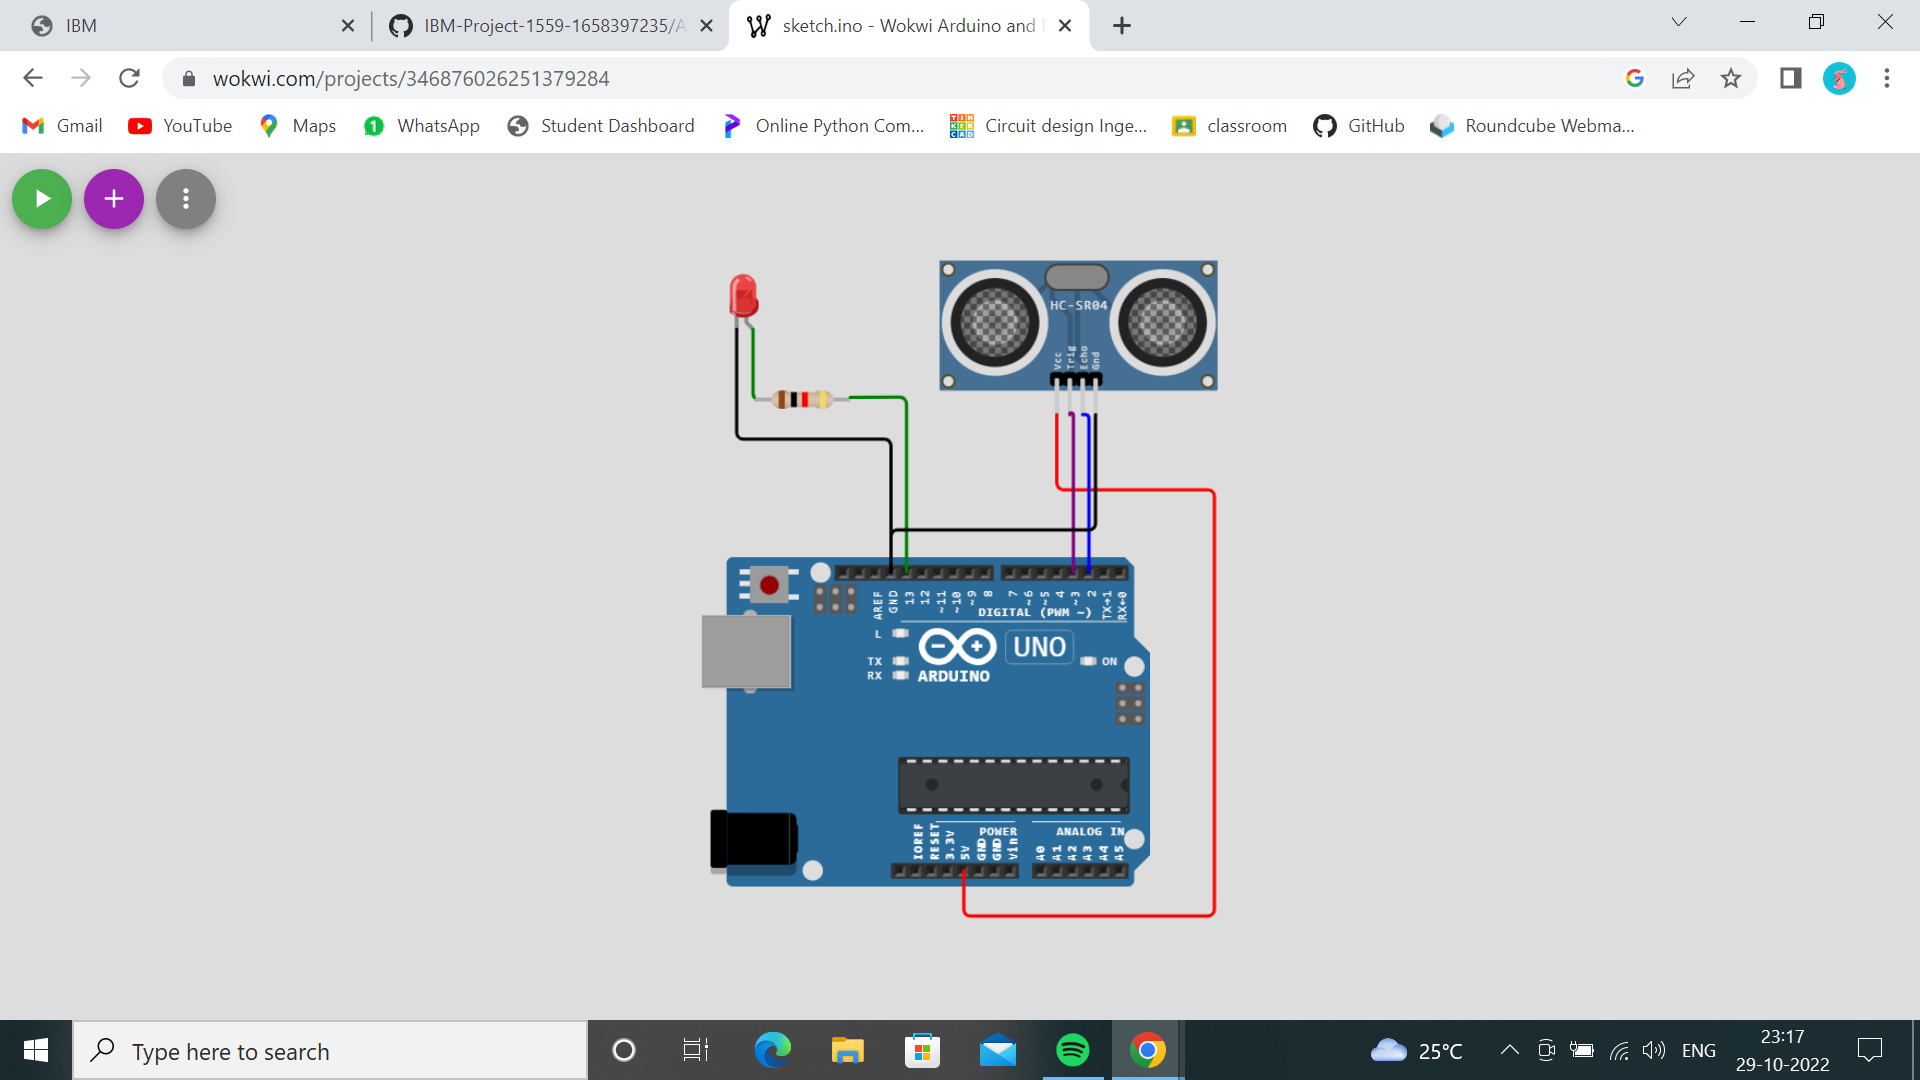 IBM
IBM-Project-1559-1658397235/A
sketch.ino - Wokwi Arduino and
wokwi.com/projects/346876026251379284
Gmail
YouTube
Maps
1
WhatsApp
Student Dashboard
Online Python Com...
TIN
KER
CAD
Circuit design Inge...
classroom
GitHub
Roundcube Webma...
HC-SR04
Vcc
Trig
Echo
Gnd
AREF
GND
13
12
~11
~10
~9
8
7
~6
~5
4
~3
2
TX→1
RX←0
DIGITAL (PWM ~)
L
TX
RX
ARDUINO
UNO
ON
IOREF
RESET
3.3V
5V
GND
GND
Vin
POWER
ANALOG IN
A0
A1
A2
A3
A4
A5
Type here to search
25°C
ENG
23:17
29-10-2022